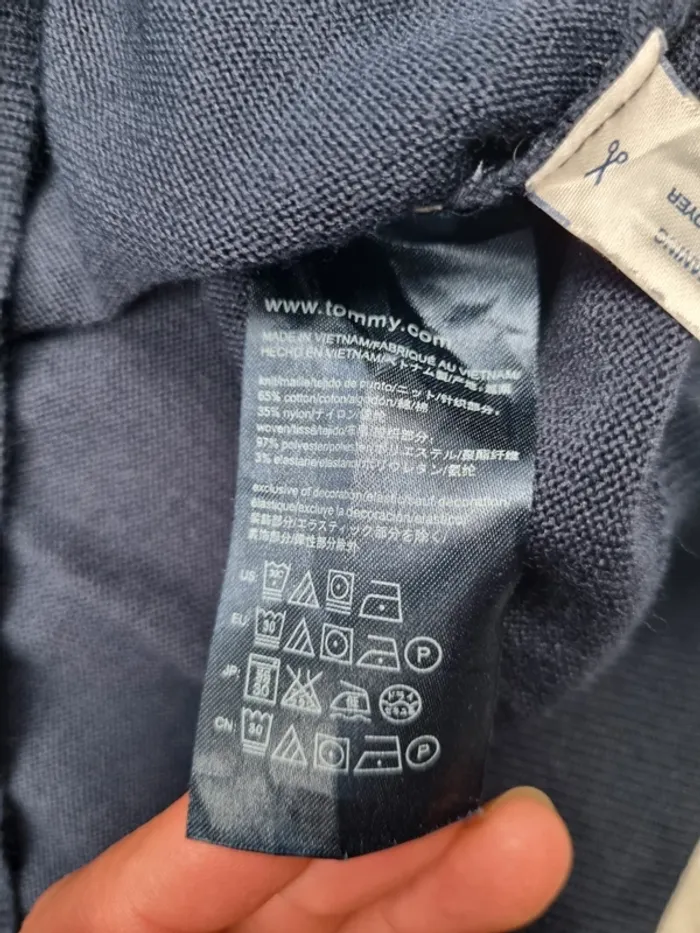 www.tommy.com
MADE IN VIETNAM/FABRIQUÉ AU VIETNAM/
HECHO EN VIETNAM/ベトナム製/产地:越南
knit/maille/tejido de punto/ニット/针织部分.
65% cotton/coton/algodón/綿/棉
35% nylon/ナイロン/锦纶
woven/tissé/tejido/布帛/梭织部分.
97% polyester/polyester/ポリエステル/聚酯纤维
3% elastane/elastano/ポリウレタン/氨纶
exclusive of decoration/elastic/sauf décoration/
élastique/excluye la decoración/elástico/
装飾部分/エラスティック部分を除く/
装饰部分/弹性部分除外
US:
EU: 30 P
JP: 30 低 ドライ
CN: 30 P